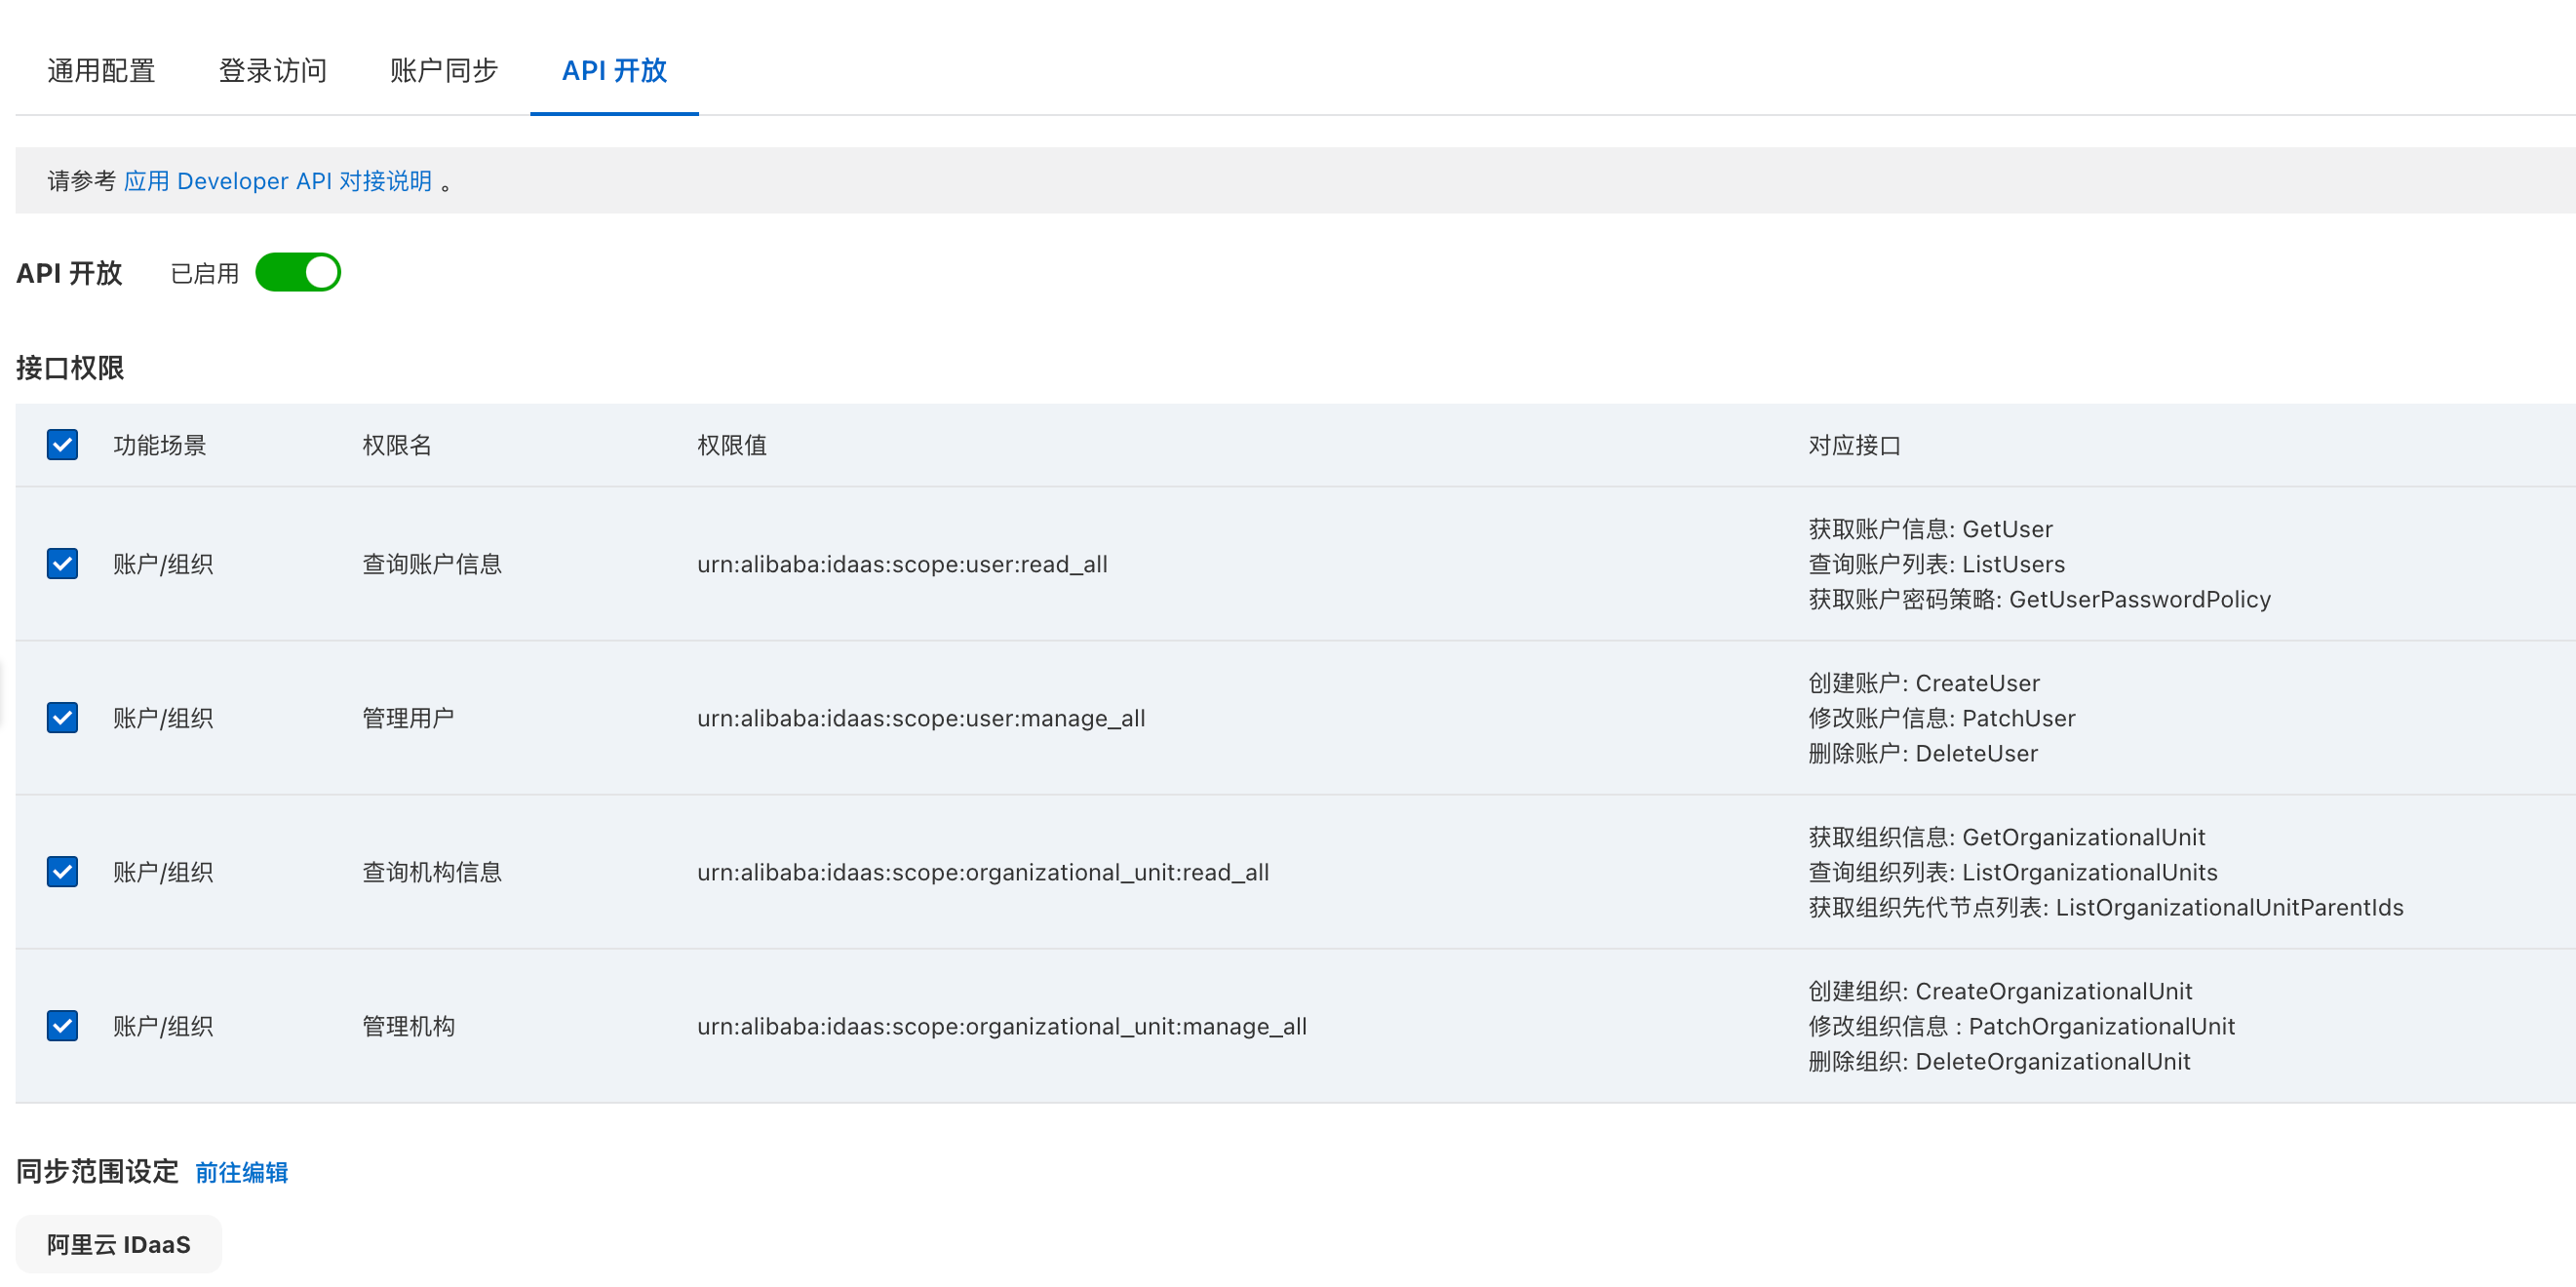 通用配置 登录访问 账户同步 API 开放
请参考 应用 Developer API 对接说明 。
API 开放 已启用
接口权限
功能场景 权限名 权限值 对应接口
获取账户信息: GetUser
账户/组织 查询账户信息 urn:alibaba:idaas:scope:user:read_all 查询账户列表: ListUsers
获取账户密码策略: GetUserPasswordPolicy
创建账户: CreateUser
账户/组织 管理用户 urn:alibaba:idaas:scope:user:manage_all 修改账户信息: PatchUser
删除账户: DeleteUser
获取组织信息: GetOrganizationalUnit
账户/组织 查询机构信息 urn:alibaba:idaas:scope:organizational_unit:read_all 查询组织列表: ListOrganizationalUnits
获取组织先代节点列表: ListOrganizationalUnitParentIds
创建组织: CreateOrganizationalUnit
账户/组织 管理机构 urn:alibaba:idaas:scope:organizational_unit:manage_all 修改组织信息 : PatchOrganizationalUnit
删除组织: DeleteOrganizationalUnit
同步范围设定 前往编辑
阿里云 IDaaS